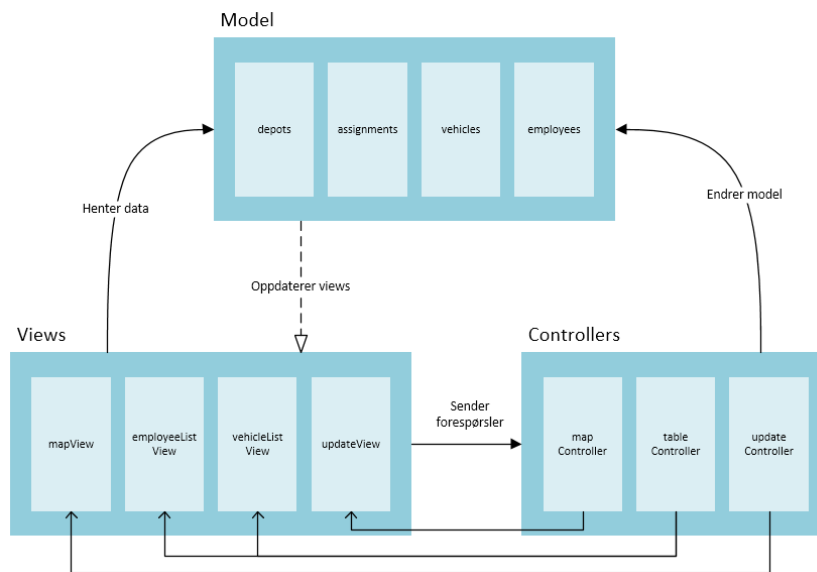 Model
depots
assignments
vehicles
employees
Henter data
Endrer model
Oppdaterer views
Views
Controllers
mapView
employeeList
View
vehicleList
View
updateView
Sender
forespørsler
map
Controller
table
Controller
update
Controller